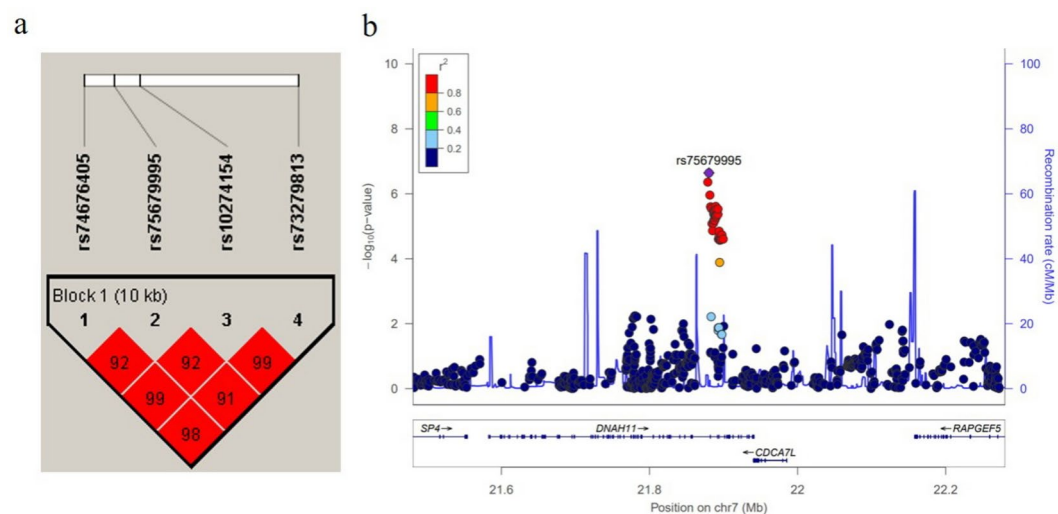 a
rs74676405
rs75679995
rs10274154
rs73279813
Block 1 (10 kb)
1 2 3 4
92 92 99
99 91
98
b
r²
0.8
0.6
0.4
0.2
rs75679995
10
8
6
4
2
0
−log₁₀(p−value)
100
80
60
40
20
0
Recombination rate (cM/Mb)
SP4→
DNAH11→
←RAPGEF5
←CDCA7L
21.6 21.8 22 22.2
Position on chr7 (Mb)